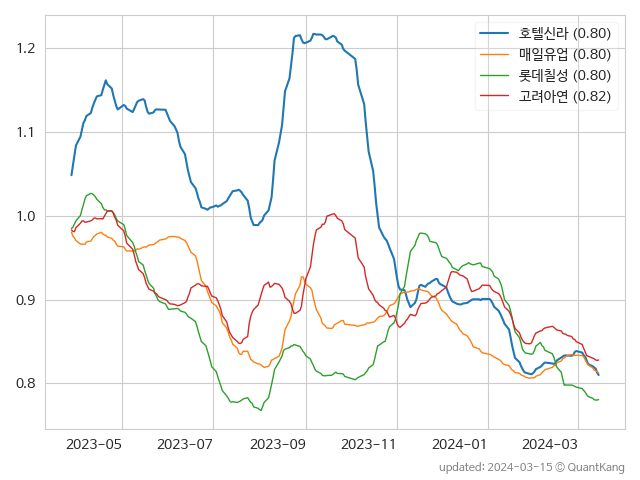 호텔신라 (0.80)
매일유업 (0.80)
롯데칠성 (0.80)
고려아연 (0.82)
1.2
1.1
1.0
0.9
0.8
2023-05 2023-07 2023-09 2023-11 2024-01 2024-03
updated: 2024-03-15 © QuantKang